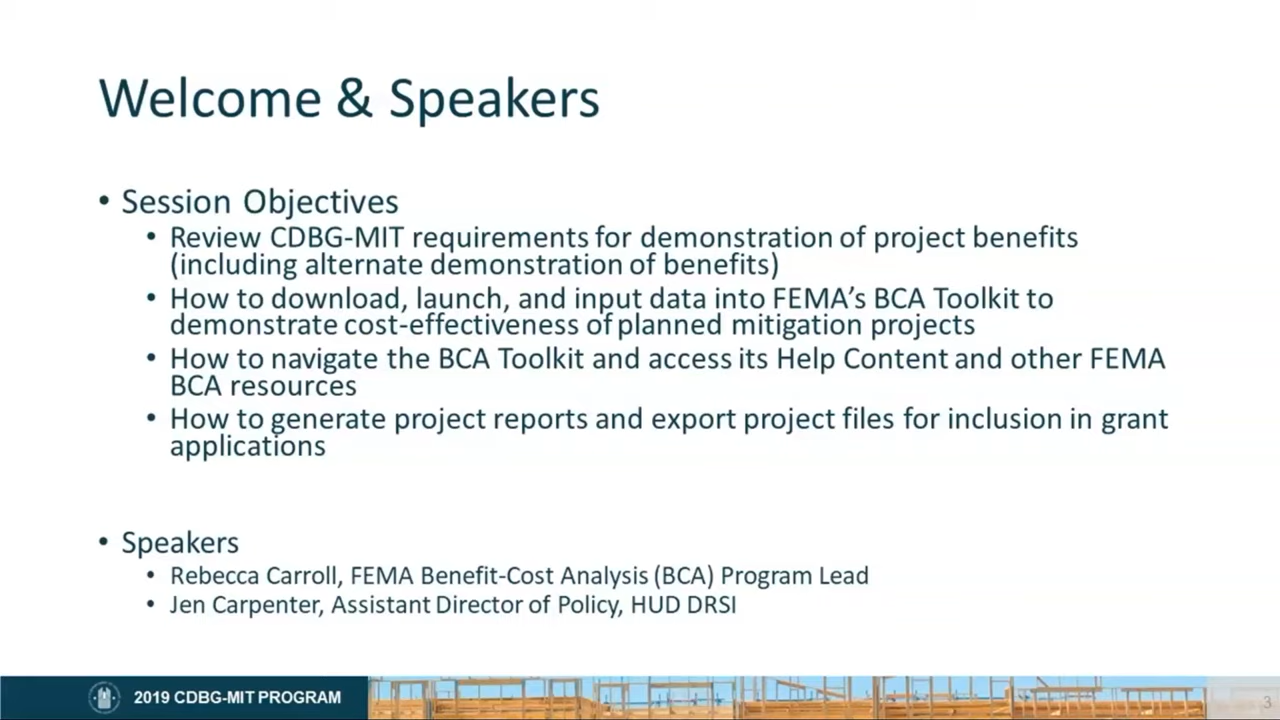 Welcome & Speakers
• Session Objectives
• Review CDBG-MIT requirements for demonstration of project benefits
(including alternate demonstration of benefits)
• How to download, launch, and input data into FEMA's BCA Toolkit to
demonstrate cost-effectiveness of planned mitigation projects
• How to navigate the BCA Toolkit and access its Help Content and other FEMA
BCA resources
• How to generate project reports and export project files for inclusion in grant
applications
• Speakers
• Rebecca Carroll, FEMA Benefit-Cost Analysis (BCA) Program Lead
• Jen Carpenter, Assistant Director of Policy, HUD DRSI
2019 CDBG-MIT PROGRAM
3